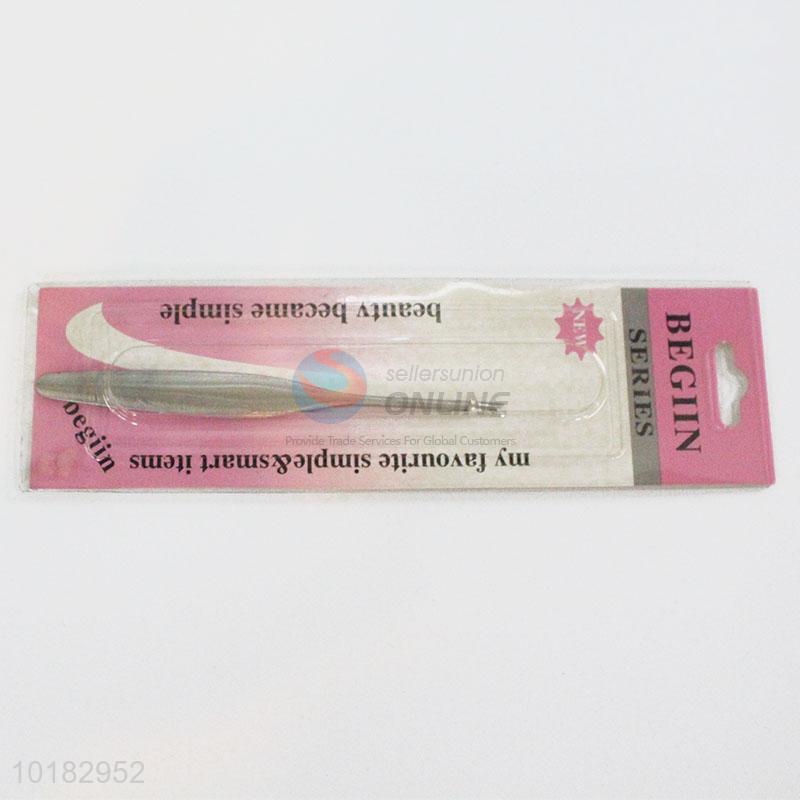 BEGIIN
SERIES
NEW
beauty became simple
my favourite simple&smart items
begiin
sellersunion
ONLINE
Provide Trade Services For Global Customers
10182952